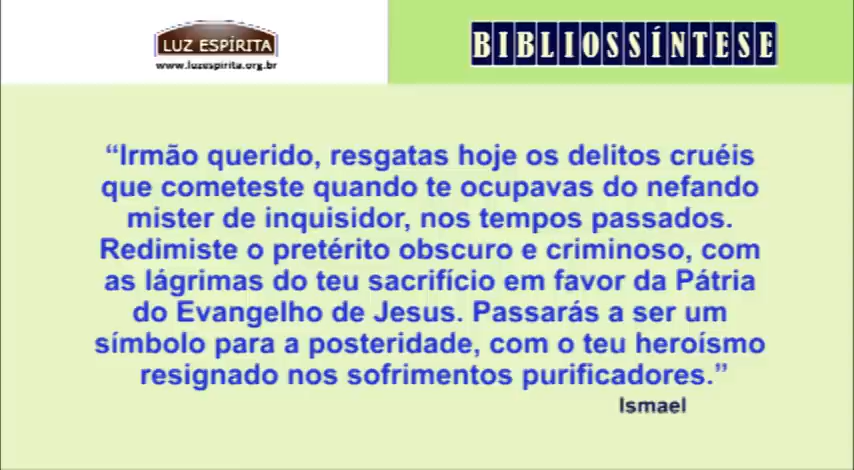 LUZ ESPÍRITA
www.luzespirita.org.br
BIBLIOSSÍNTESE
“Irmão querido, resgatas hoje os delitos cruéis
que cometeste quando te ocupavas do nefando
mister de inquisidor, nos tempos passados.
Redimiste o pretérito obscuro e criminoso, com
as lágrimas do teu sacrifício em favor da Pátria
do Evangelho de Jesus. Passarás a ser um
símbolo para a posteridade, com o teu heroísmo
resignado nos sofrimentos purificadores.”
Ismael